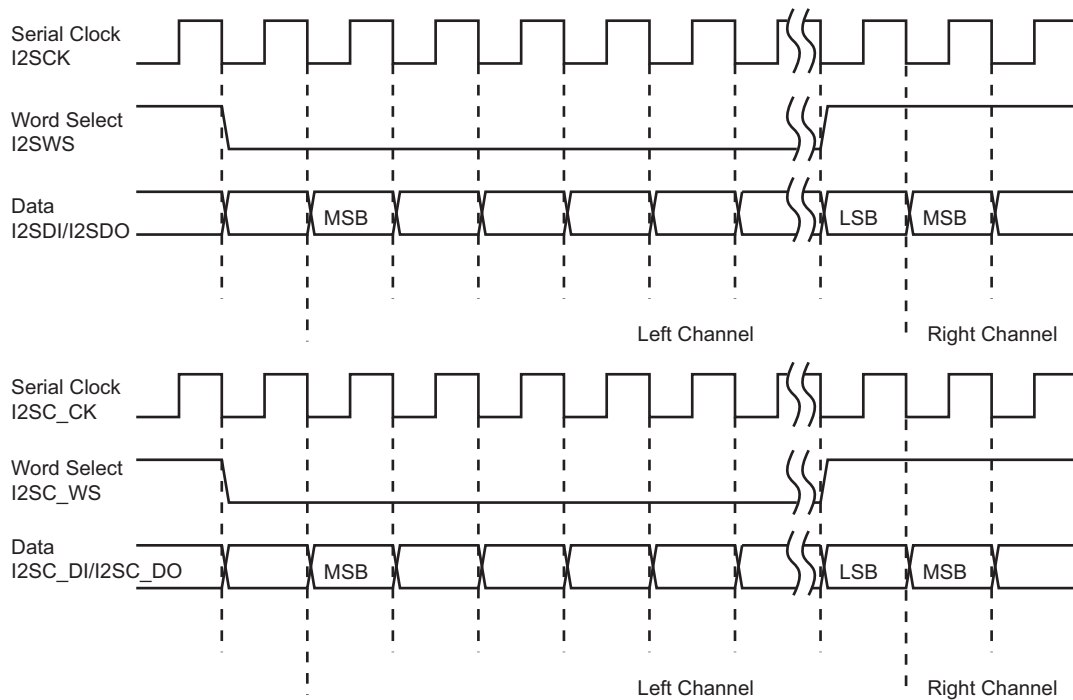 Serial Clock
I2SCK
Word Select
I2SWS
Data
I2SDI/I2SDO
MSB
LSB
MSB
Left Channel
Right Channel
Serial Clock
I2SC_CK
Word Select
I2SC_WS
Data
I2SC_DI/I2SC_DO
MSB
LSB
MSB
Left Channel
Right Channel